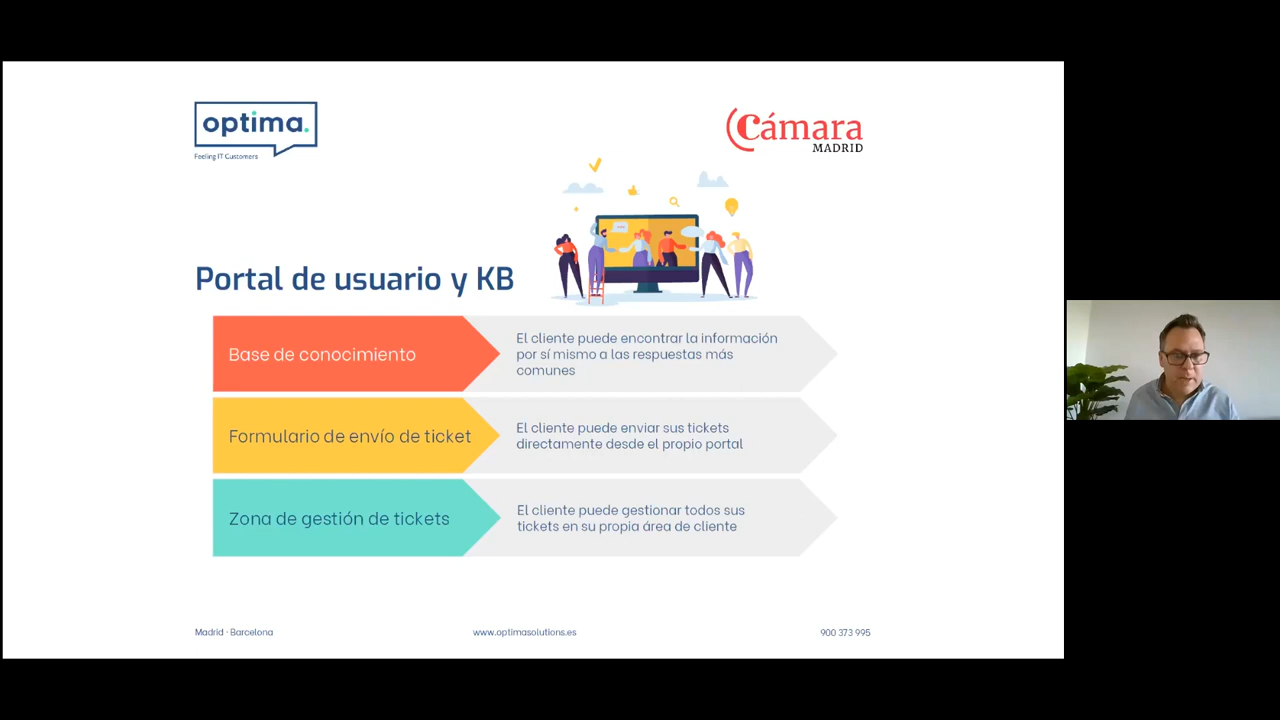 optima.
Feeling IT Customers
Cámara
MADRID
Portal de usuario y KB
Base de conocimiento
El cliente puede encontrar la información
por sí mismo a las respuestas más
comunes
Formulario de envío de ticket
El cliente puede enviar sus tickets
directamente desde el propio portal
Zona de gestión de tickets
El cliente puede gestionar todos sus
tickets en su propia área de cliente
Madrid · Barcelona
www.optimasolutions.es
900 373 995